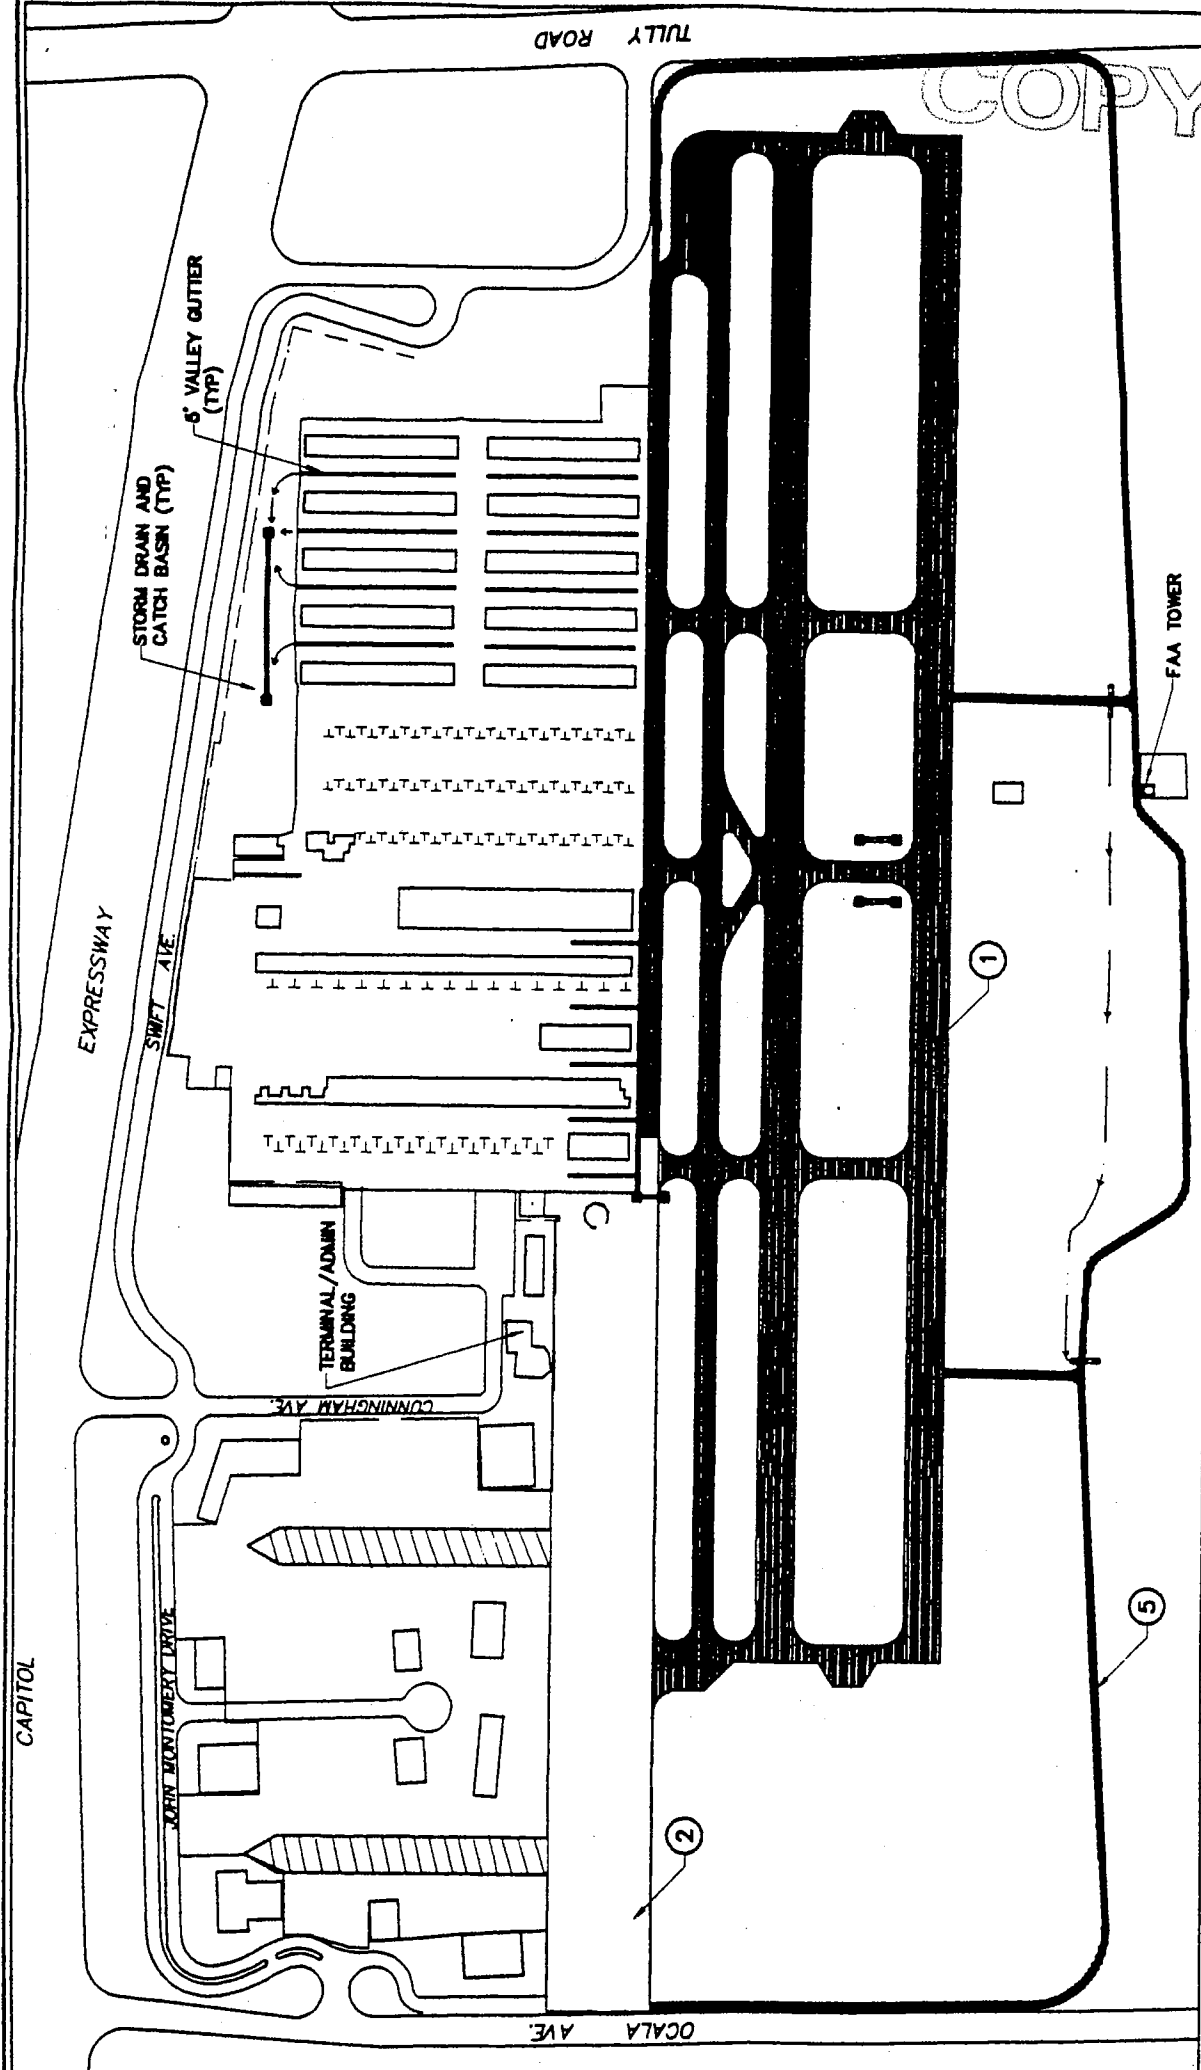 TULLY ROAD
COPY
6' VALLEY GUTTER
(TYP)
STORM DRAIN AND
CATCH BASIN (TYP)
FAA TOWER
EXPRESSWAY
SWIFT AVE.
1
TERMINAL/ADMIN
BUILDING
CUNNINGHAM AVE.
JOHN MONTOMERY DRIVE
CAPITOL
5
2
OCALA AVE.